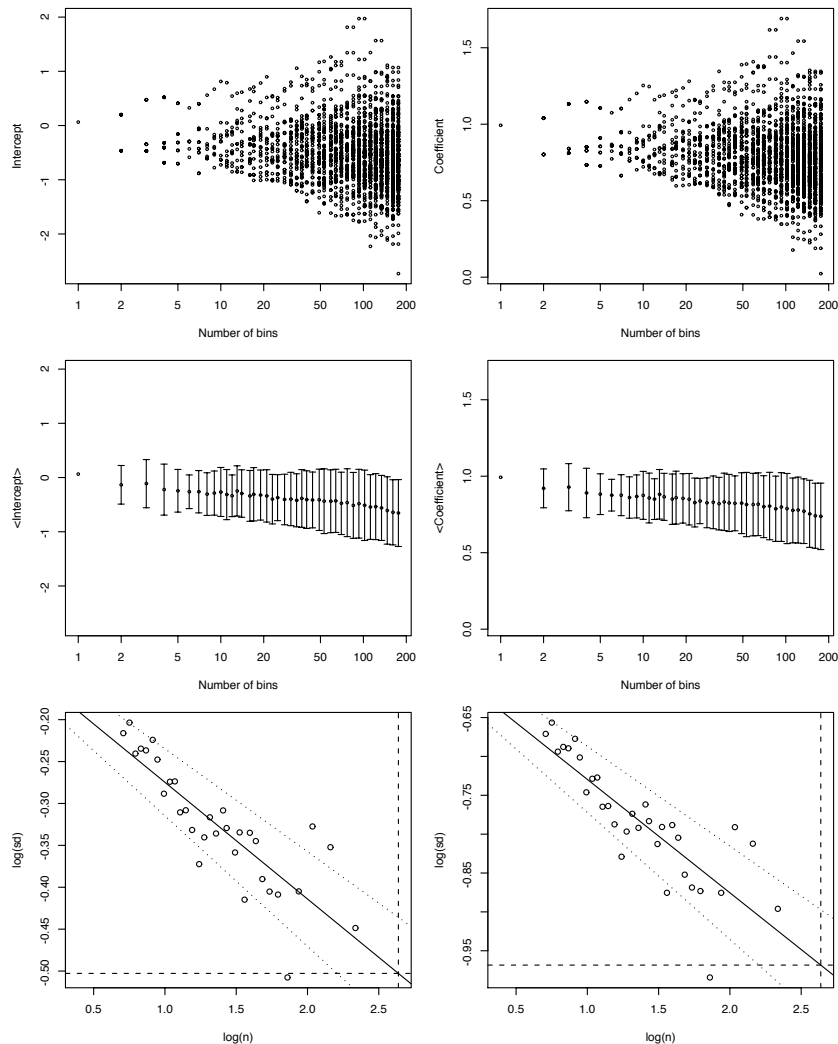 Intercept
2
1
0
-1
-2
1 2 5 10 20 50 100 200
Number of bins
Coefficient
1.5
1.0
0.5
0.0
1 2 5 10 20 50 100 200
Number of bins
<Intercept>
2
1
0
-1
-2
1 2 5 10 20 50 100 200
Number of bins
<Coefficient>
1.5
1.0
0.5
0.0
1 2 5 10 20 50 100 200
Number of bins
log(sd)
-0.20
-0.25
-0.30
-0.35
-0.40
-0.45
-0.50
0.5 1.0 1.5 2.0 2.5
log(n)
log(sd)
-0.65
-0.75
-0.85
-0.95
0.5 1.0 1.5 2.0 2.5
log(n)